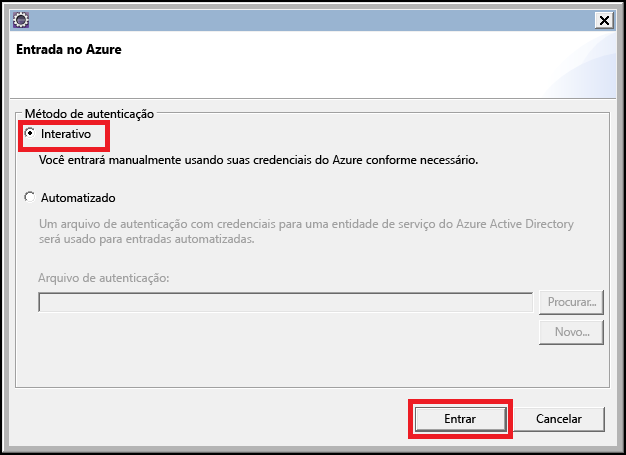 Entrada no Azure
Método de autenticação
Interativo
Você entrará manualmente usando suas credenciais do Azure conforme necessário.
Automatizado
Um arquivo de autenticação com credenciais para uma entidade de serviço do Azure Active Directory
será usado para entradas automatizadas.
Arquivo de autenticação:
Procurar...
Novo...
Entrar
Cancelar